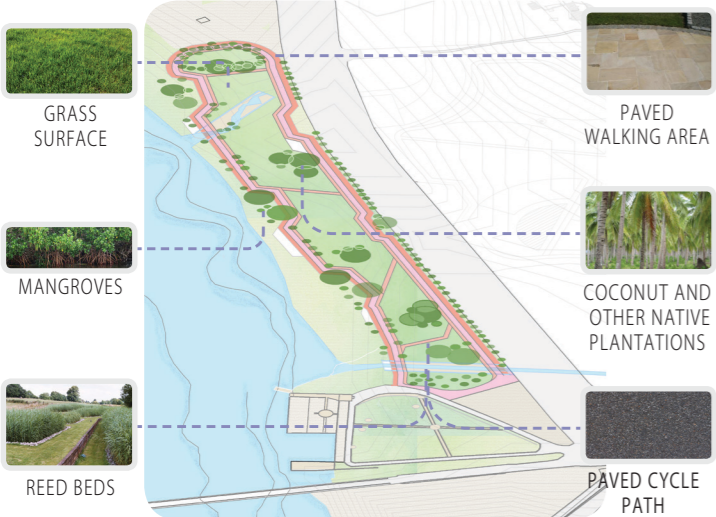 GRASS
SURFACE
PAVED
WALKING AREA
MANGROVES
COCONUT AND
OTHER NATIVE
PLANTATIONS
REED BEDS
PAVED CYCLE
PATH